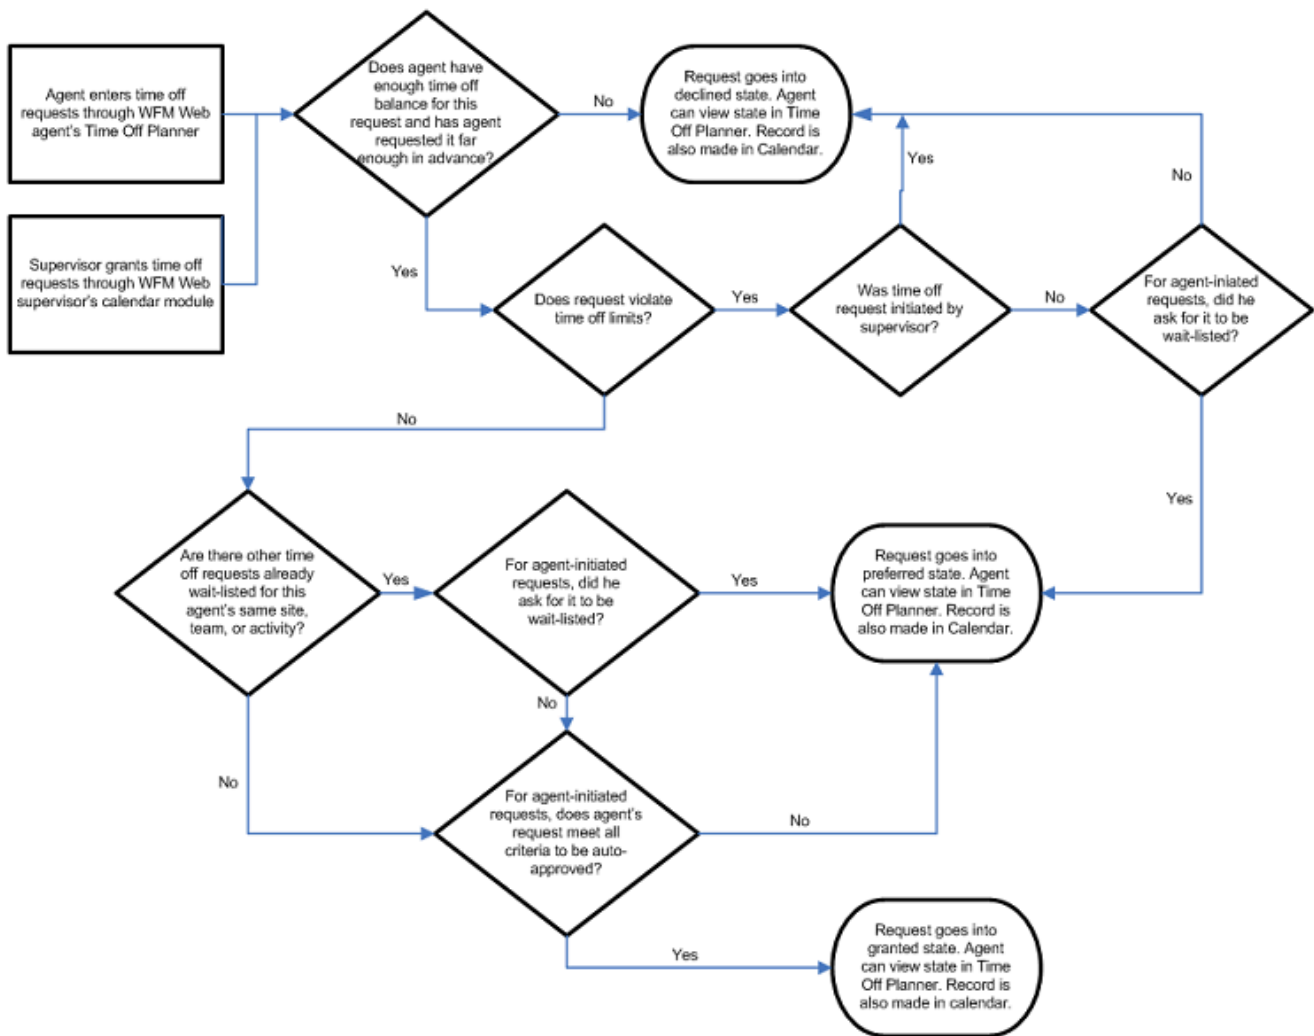 Agent enters time off
requests through WFM Web
agent's Time Off Planner
Does agent have
enough time off
balance for this
request and has agent
requested it far
enough in advance?
No
Request goes into
declined state. Agent
can view state in Time
Off Planner. Record is
also made in Calendar.
Yes
No
Supervisor grants time off
requests through WFM Web
supervisor's calendar module
Yes
Does request violate
time off limits?
Yes
Was time off
request initiated by
supervisor?
No
For agent-iniated
requests, did he
ask for it to be
wait-listed?
No
Yes
Are there other time
off requests already
wait-listed for this
agent's same site,
team, or activity?
Yes
For agent-initiated
requests, did he
ask for it to be
wait-listed?
Yes
Request goes into
preferred state. Agent
can view state in Time
Off Planner. Record is
also made in Calendar.
No
No
For agent-initiated
requests, does agent's
request meet all
criteria to be auto-
approved?
No
Yes
Request goes into
granted state. Agent
can view state in Time
Off Planner. Record is
also made in calendar.